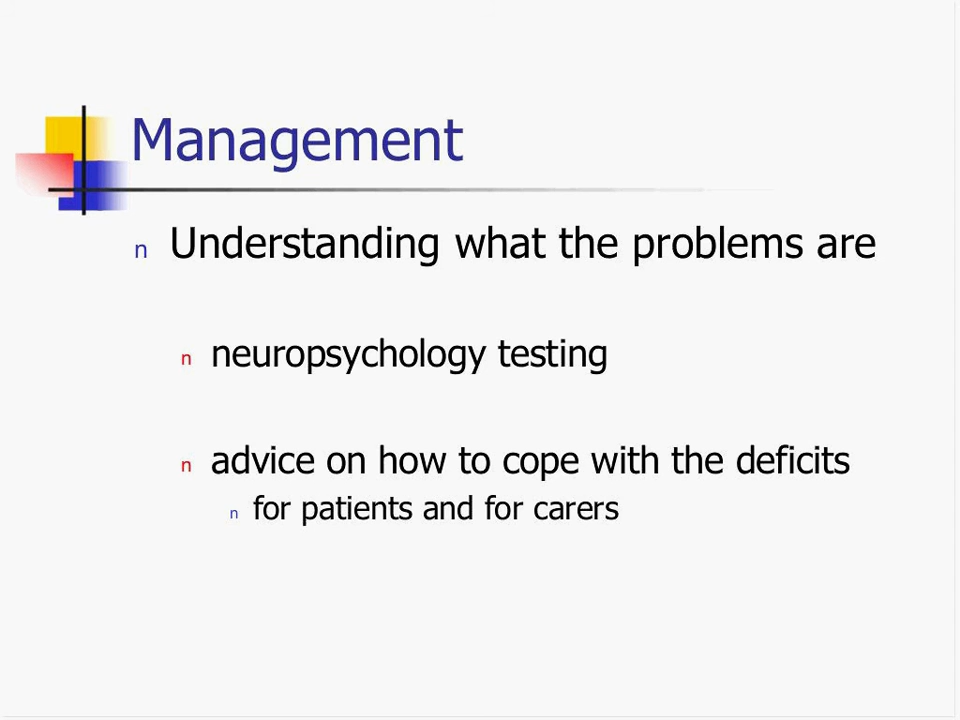 Management
n Understanding what the problems are
n neuropsychology testing
n advice on how to cope with the deficits
n for patients and for carers